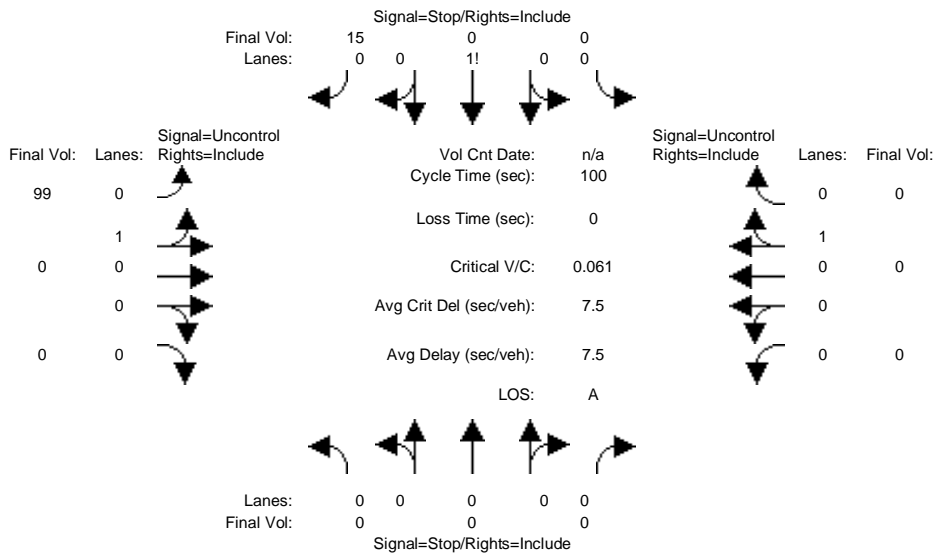 Signal=Stop/Rights=Include
Final Vol: 15 0 0
Lanes: 0 0 1! 0 0
Signal=Uncontrol Signal=Uncontrol
Final Vol: Lanes: Rights=Include Vol Cnt Date: n/a Rights=Include Lanes: Final Vol:
Cycle Time (sec): 100
99 0 0 0
Loss Time (sec): 0
1 1
0 0 Critical V/C: 0.061 0 0
0 Avg Crit Del (sec/veh): 7.5 0
0 0 Avg Delay (sec/veh): 7.5 0 0
LOS: A
Lanes: 0 0 0 0 0
Final Vol: 0 0 0
Signal=Stop/Rights=Include